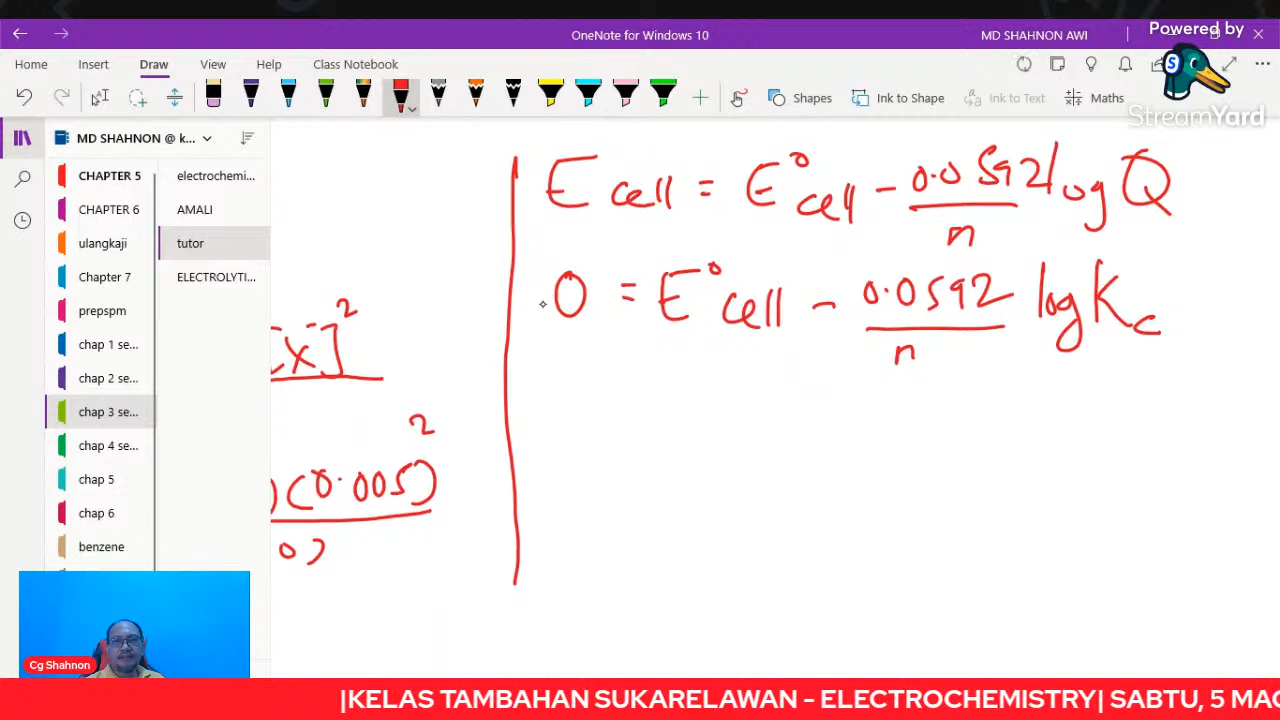 Powered by
StreamYard
OneNote for Windows 10
MD SHAHNON AWI
Home Insert Draw View Help Class Notebook
Shapes Ink to Shape Ink to Text Maths
MD SHAHNON @ k...
CHAPTER 5
CHAPTER 6
ulangkaji
Chapter 7
prepspm
chap 1 se...
chap 2 se...
chap 3 se...
chap 4 se...
chap 5
chap 6
benzene
electrochemi...
AMALI
tutor
ELECTROLYTI...
[X⁻]²
)(0.005)²
0)
E cell = E° cell - 0.0592/n log Q
0 = E° cell - 0.0592/n log Kc
Cg Shahnon
|KELAS TAMBAHAN SUKARELAWAN - ELECTROCHEMISTRY| SABTU, 5 MAC